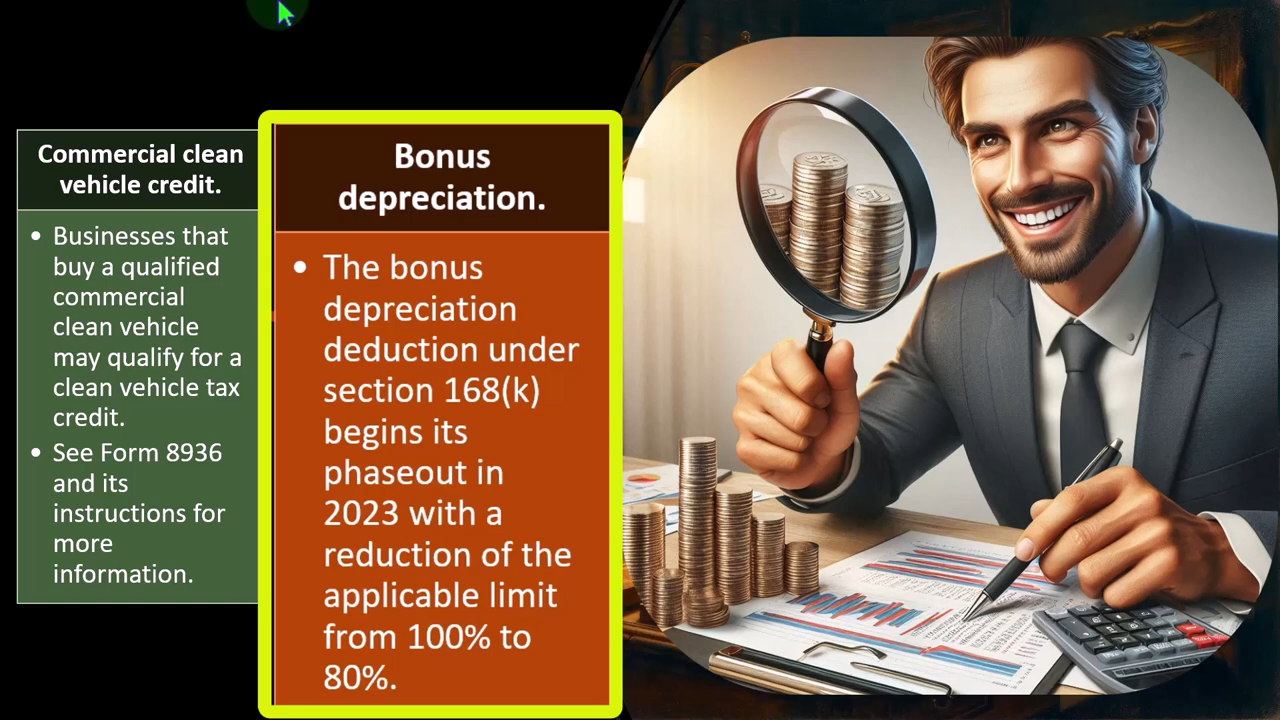 Commercial clean
vehicle credit.
• Businesses that
buy a qualified
commercial
clean vehicle
may qualify for a
clean vehicle tax
credit.
• See Form 8936
and its
instructions for
more
information.
Bonus
depreciation.
• The bonus
depreciation
deduction under
section 168(k)
begins its
phaseout in
2023 with a
reduction of the
applicable limit
from 100% to
80%.